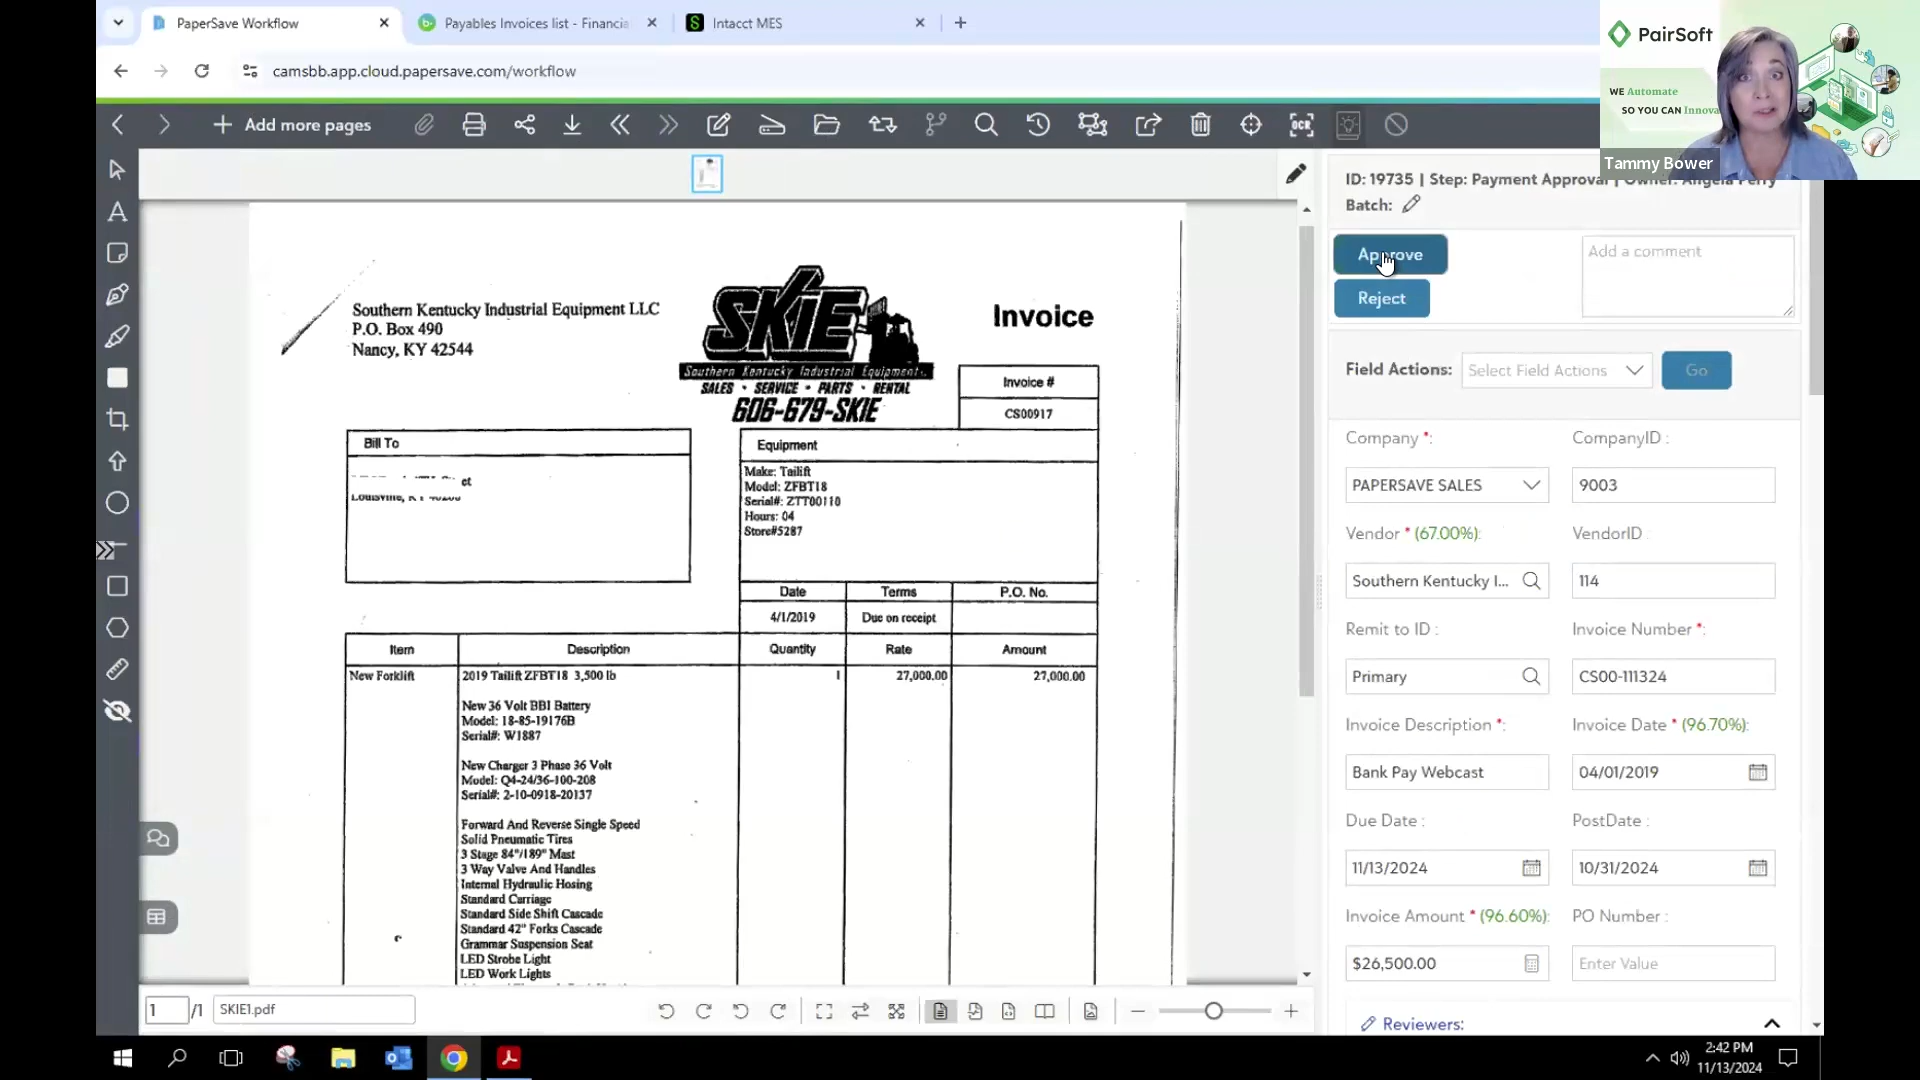 PaperSave Workflow
Payables Invoices list - Financia
Intacct MES
camsbb.app.cloud.papersave.com/workflow
PairSoft
WE Automate
SO YOU CAN Innova
Tammy Bower
Add more pages
OCR
ID: 19735 | Step: Payment Approval | Owner: Angela Perry
Batch:
Approve
Reject
Add a comment
Field Actions:
Select Field Actions
Go
Company *:
CompanyID :
PAPERSAVE SALES
9003
Vendor * (67.00%):
VendorID
Southern Kentucky I...
114
Remit to ID :
Invoice Number *:
Primary
CS00-111324
Invoice Description *:
Invoice Date * (96.70%):
Bank Pay Webcast
04/01/2019
Due Date :
PostDate :
11/13/2024
10/31/2024
Invoice Amount * (96.60%):
PO Number :
$26,500.00
Enter Value
Reviewers:
Southern Kentucky Industrial Equipment LLC
P.O. Box 490
Nancy, KY 42544
SKIE
Southern Kentucky Industrial Equipment
SALES • SERVICE • PARTS • RENTAL
606-679-SKIE
Invoice
Invoice #
CS00917
Bill To
et
Louisville, KY 40203
Equipment
Make: Tailift
Model: ZFBT18
Serial#: ZTT00110
Hours: 04
Store#5287
Date
Terms
P.O. No.
4/1/2019
Due on receipt
Item
Description
Quantity
Rate
Amount
New Forklift
2019 Tailift ZFBT18 3,500 lb
1
27,000.00
27,000.00
New 36 Volt BBI Battery
Model: 18-85-19176B
Serial#: W1887
New Charger 3 Phase 36 Volt
Model: Q4-24/36-100-208
Serial#: 2-10-0918-20137
Forward And Reverse Single Speed
Solid Pneumatic Tires
3 Stage 84"/189" Mast
3 Way Valve And Handles
Internal Hydraulic Hosing
Standard Carriage
Standard Side Shift Cascade
Standard 42" Forks Cascade
Grammar Suspension Seat
LED Strobe Light
LED Work Lights
1
/1
SKIE1.pdf
2:42 PM
11/13/2024